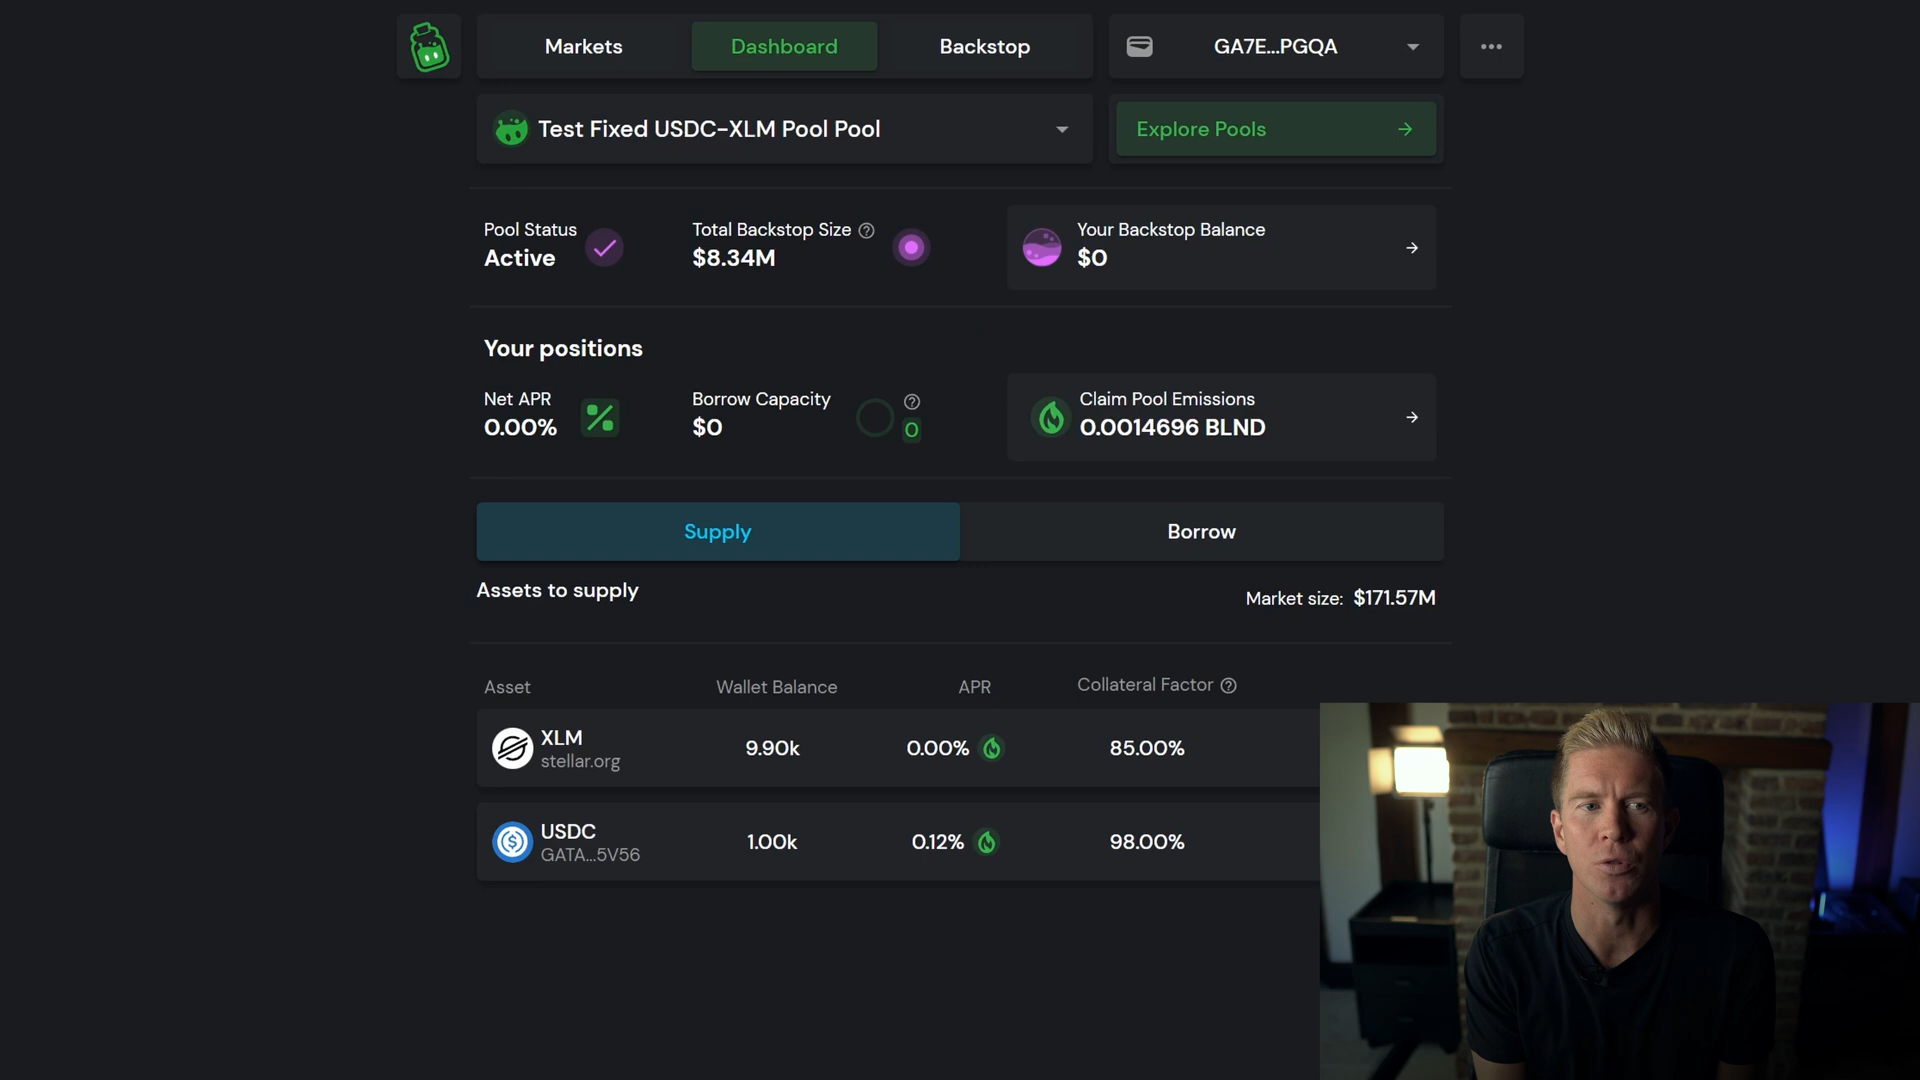 Markets
Dashboard
Backstop
GA7E...PGQA
Test Fixed USDC-XLM Pool Pool
Explore Pools
Pool Status
Active
Total Backstop Size
$8.34M
Your Backstop Balance
$0
Your positions
Net APR
0.00%
Borrow Capacity
$0
0
Claim Pool Emissions
0.0014696 BLND
Supply
Borrow
Assets to supply
Market size: $171.57M
Asset
Wallet Balance
APR
Collateral Factor
XLM
stellar.org
9.90k
0.00%
85.00%
USDC
GATA...5V56
1.00k
0.12%
98.00%